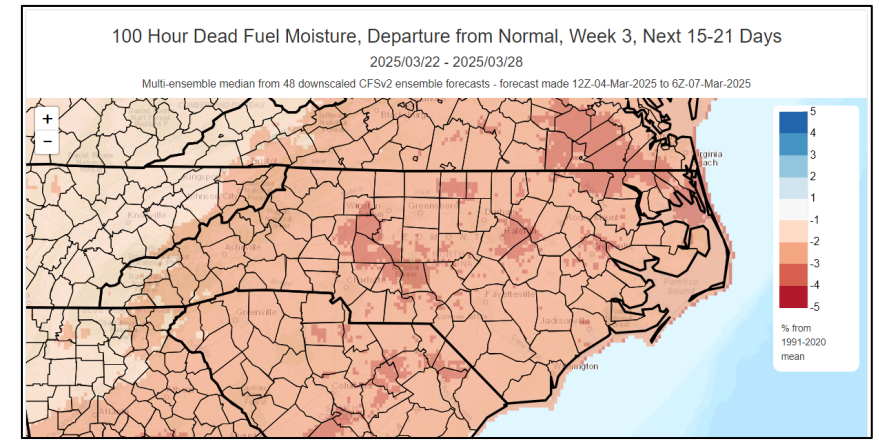 100 Hour Dead Fuel Moisture, Departure from Normal, Week 3, Next 15-21 Days
2025/03/22 - 2025/03/28
Multi-ensemble median from 48 downscaled CFSv2 ensemble forecasts - forecast made 12Z-04-Mar-2025 to 6Z-07-Mar-2025
+
−
5
4
3
2
1
-1
-2
-3
-4
-5
% from
1991-2020
mean
Knoxville
Asheville
Greensboro
Raleigh
Charlotte
Fayetteville
Greenville
Jacksonville
Pamlico
Sound